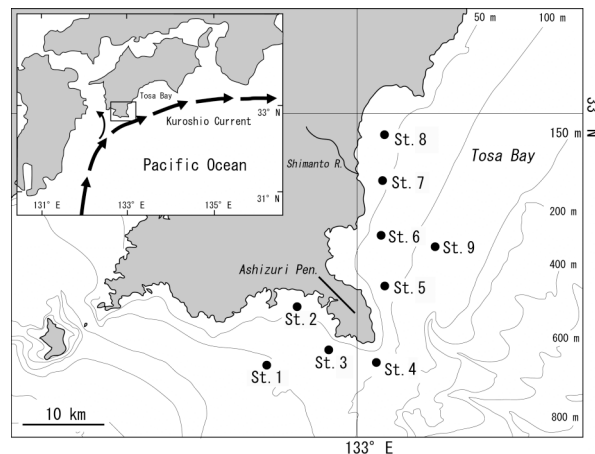 50 m
100 m
33° N
150 m
200 m
400 m
600 m
800 m
Tosa Bay
Kuroshio Current
33° N
Pacific Ocean
31° N
131° E
133° E
135° E
Shimanto R.
St. 8
Tosa Bay
St. 7
St. 6
St. 9
Ashizuri Pen.
St. 5
St. 2
St. 3
St. 4
St. 1
10 km
133° E